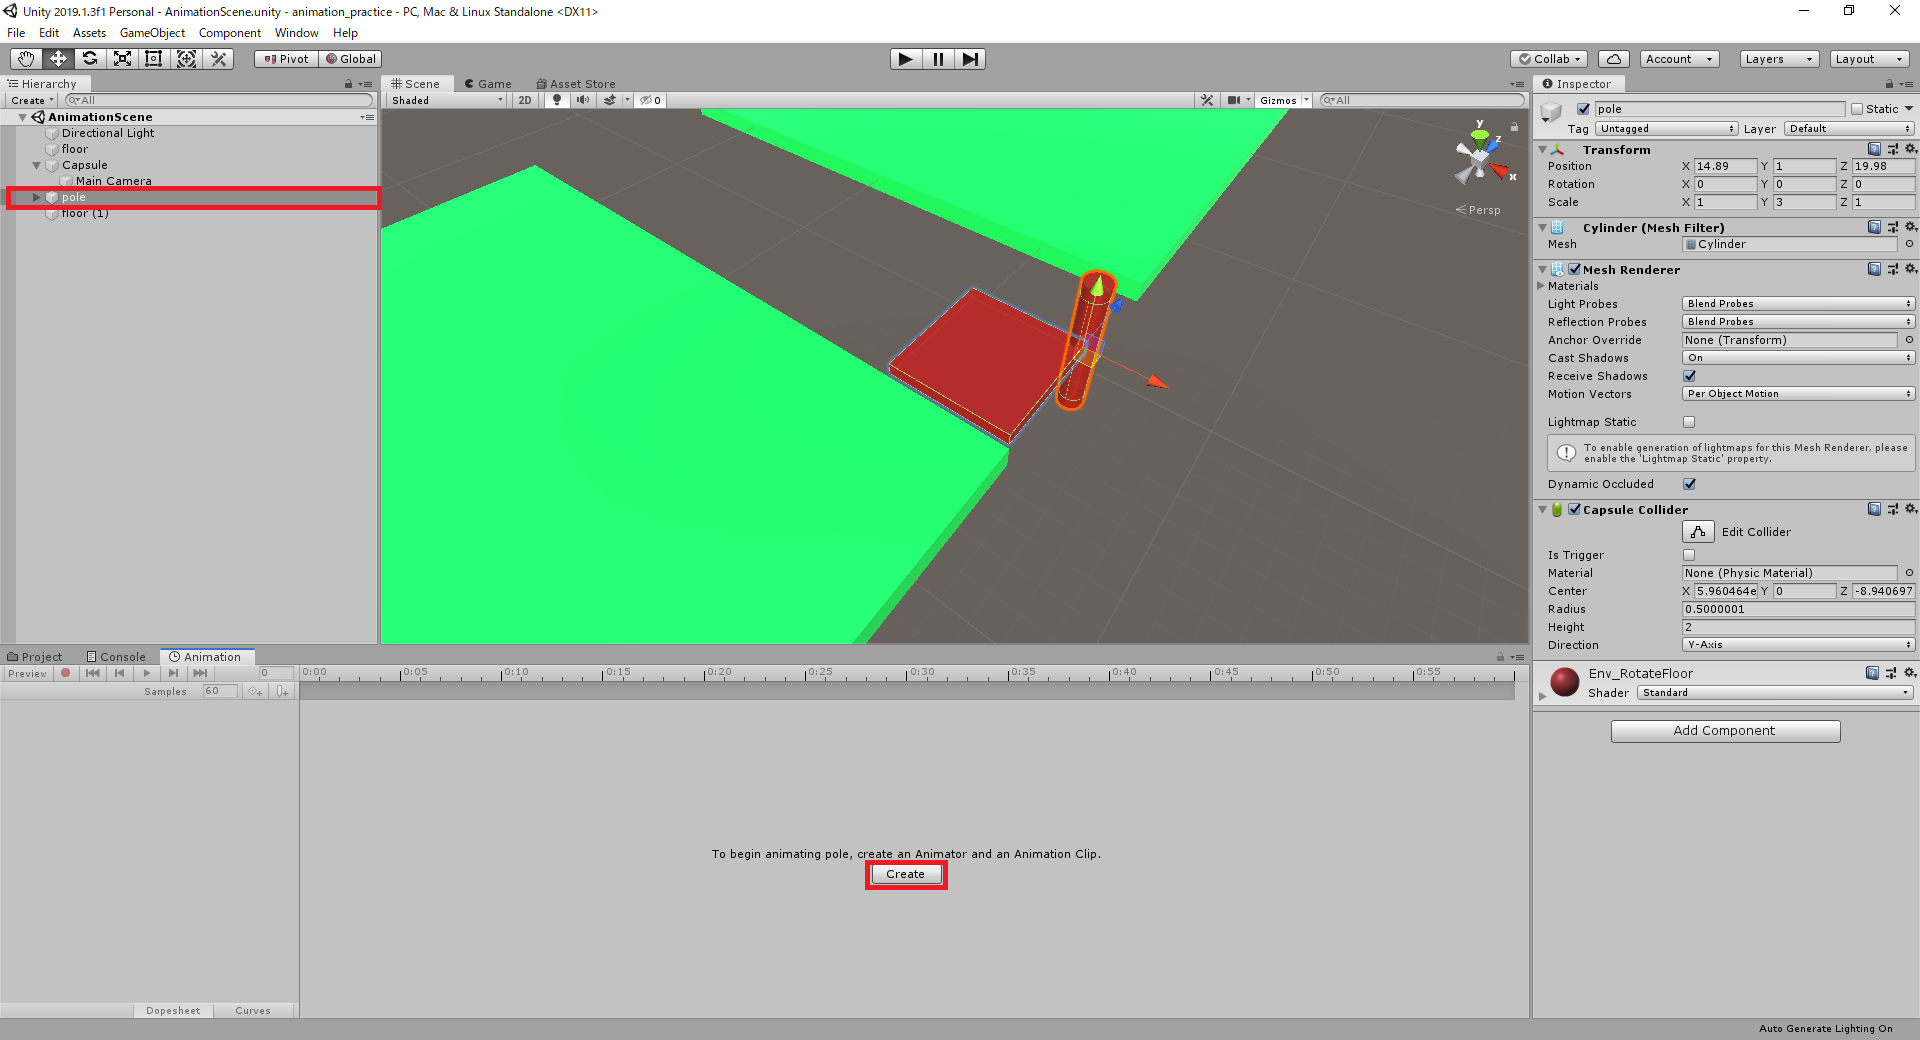 Unity 2019.1.3f1 Personal - AnimationScene.unity - animation_practice - PC, Mac & Linux Standalone <DX11>
File Edit Assets GameObject Component Window Help
Pivot Global Collab Account Layers Layout
Hierarchy
Create All
AnimationScene
Directional Light
floor
Capsule
Main Camera
pole
floor (1)
Scene Game Asset Store
Shaded 2D 0 Gizmos All
y
z
x
Persp
Inspector
pole Static
Tag Untagged Layer Default
Transform
Position X 14.89 Y 1 Z 19.98
Rotation X 0 Y 0 Z 0
Scale X 1 Y 3 Z 1
Cylinder (Mesh Filter)
Mesh Cylinder
Mesh Renderer
Materials
Light Probes Blend Probes
Reflection Probes Blend Probes
Anchor Override None (Transform)
Cast Shadows On
Receive Shadows
Motion Vectors Per Object Motion
Lightmap Static
To enable generation of lightmaps for this Mesh Renderer, please
enable the 'Lightmap Static' property.
Dynamic Occluded
Capsule Collider
Edit Collider
Is Trigger
Material None (Physic Material)
Center X 5.960464e Y 0 Z -8.940697
Radius 0.5000001
Height 2
Direction Y-Axis
Env_RotateFloor
Shader Standard
Add Component
Project Console Animation
Preview 0 0:00 0:05 0:10 0:15 0:20 0:25 0:30 0:35 0:40 0:45 0:50 0:55
Samples 60
To begin animating pole, create an Animator and an Animation Clip.
Create
Dopesheet Curves
Auto Generate Lighting On